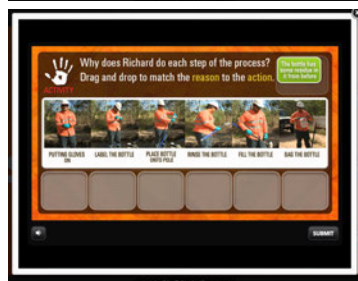 Why does Richard do each step of the process?
Drag and drop to match the reason to the action.
The bottle has
some residue in
it from before
ACTIVITY
PUTTING GLOVES
ON
LABEL THE BOTTLE
PLACE BOTTLE
ONTO POLE
RINSE THE BOTTLE
FILL THE BOTTLE
BAG THE BOTTLE
SUBMIT